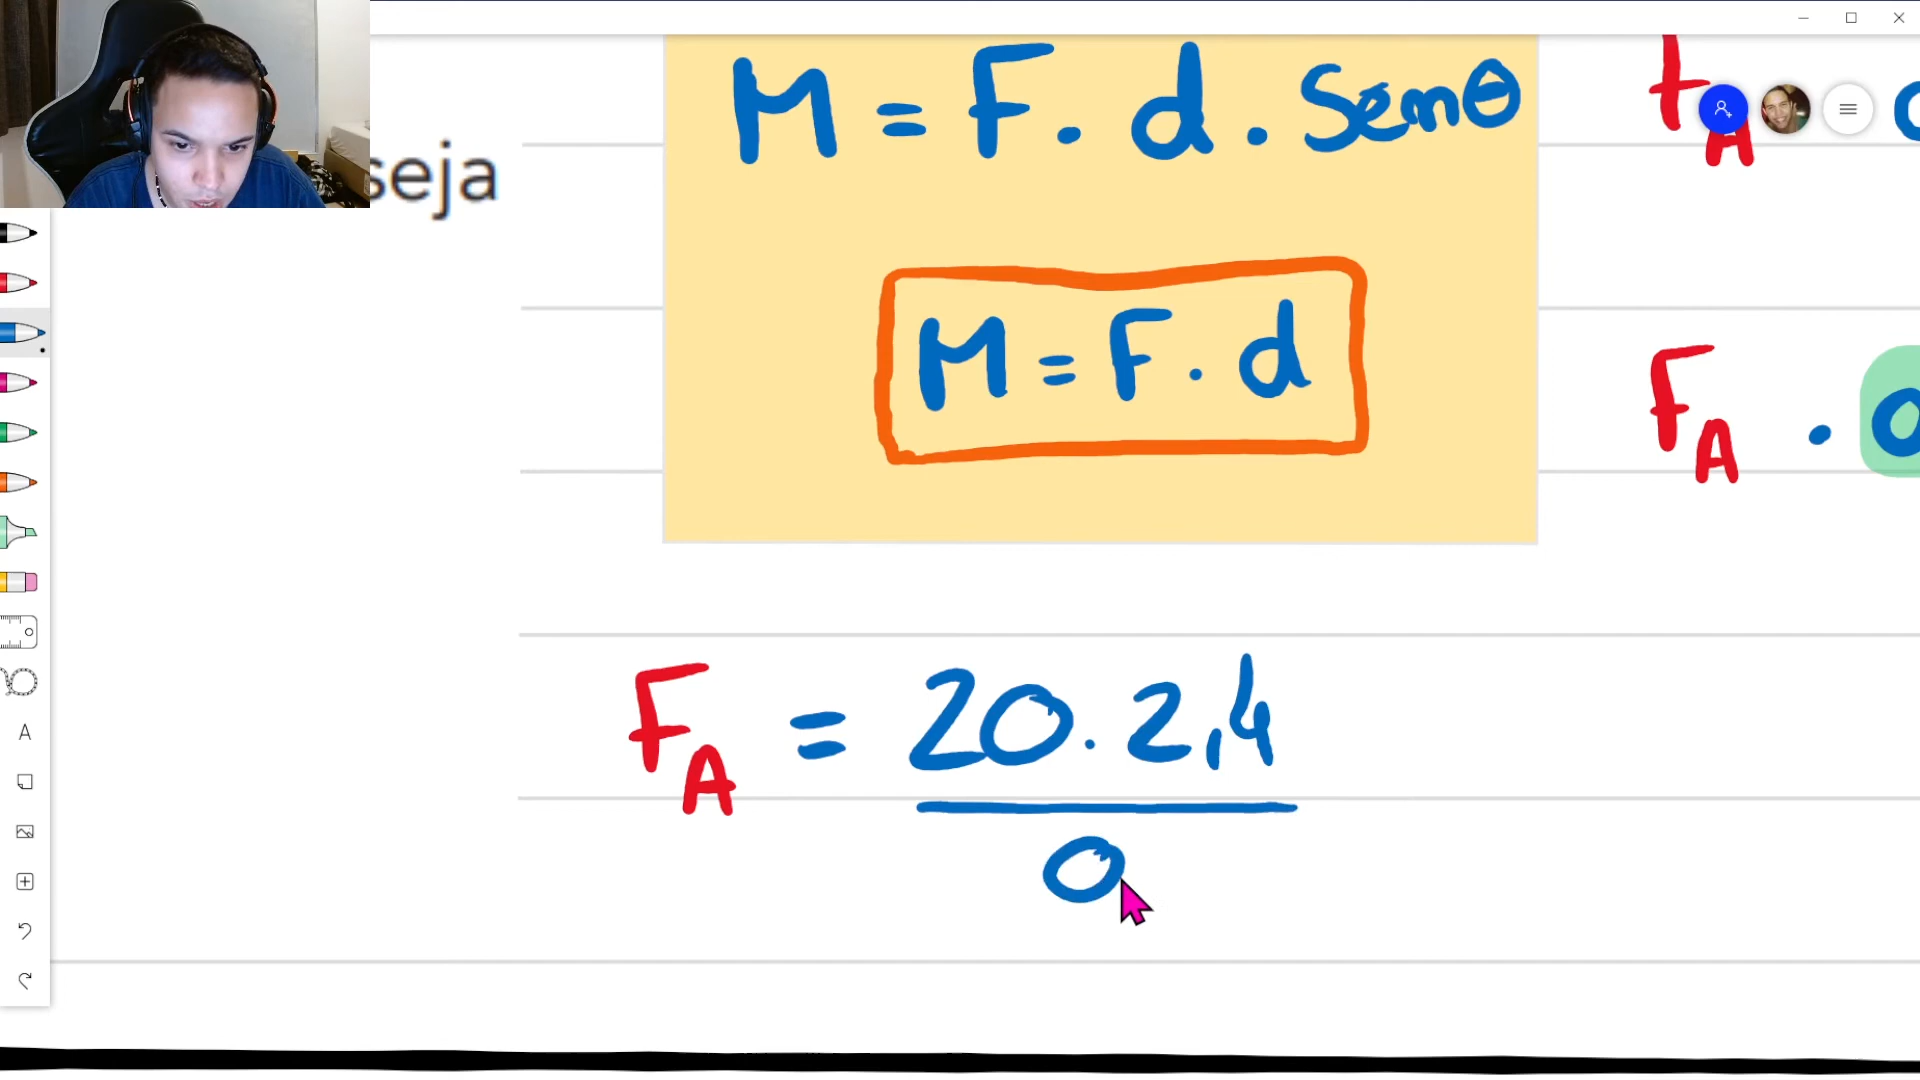 seja
M = F . d . Senθ
M = F . d
F_A
F_A .
F_A = 20 . 2,4
0
A